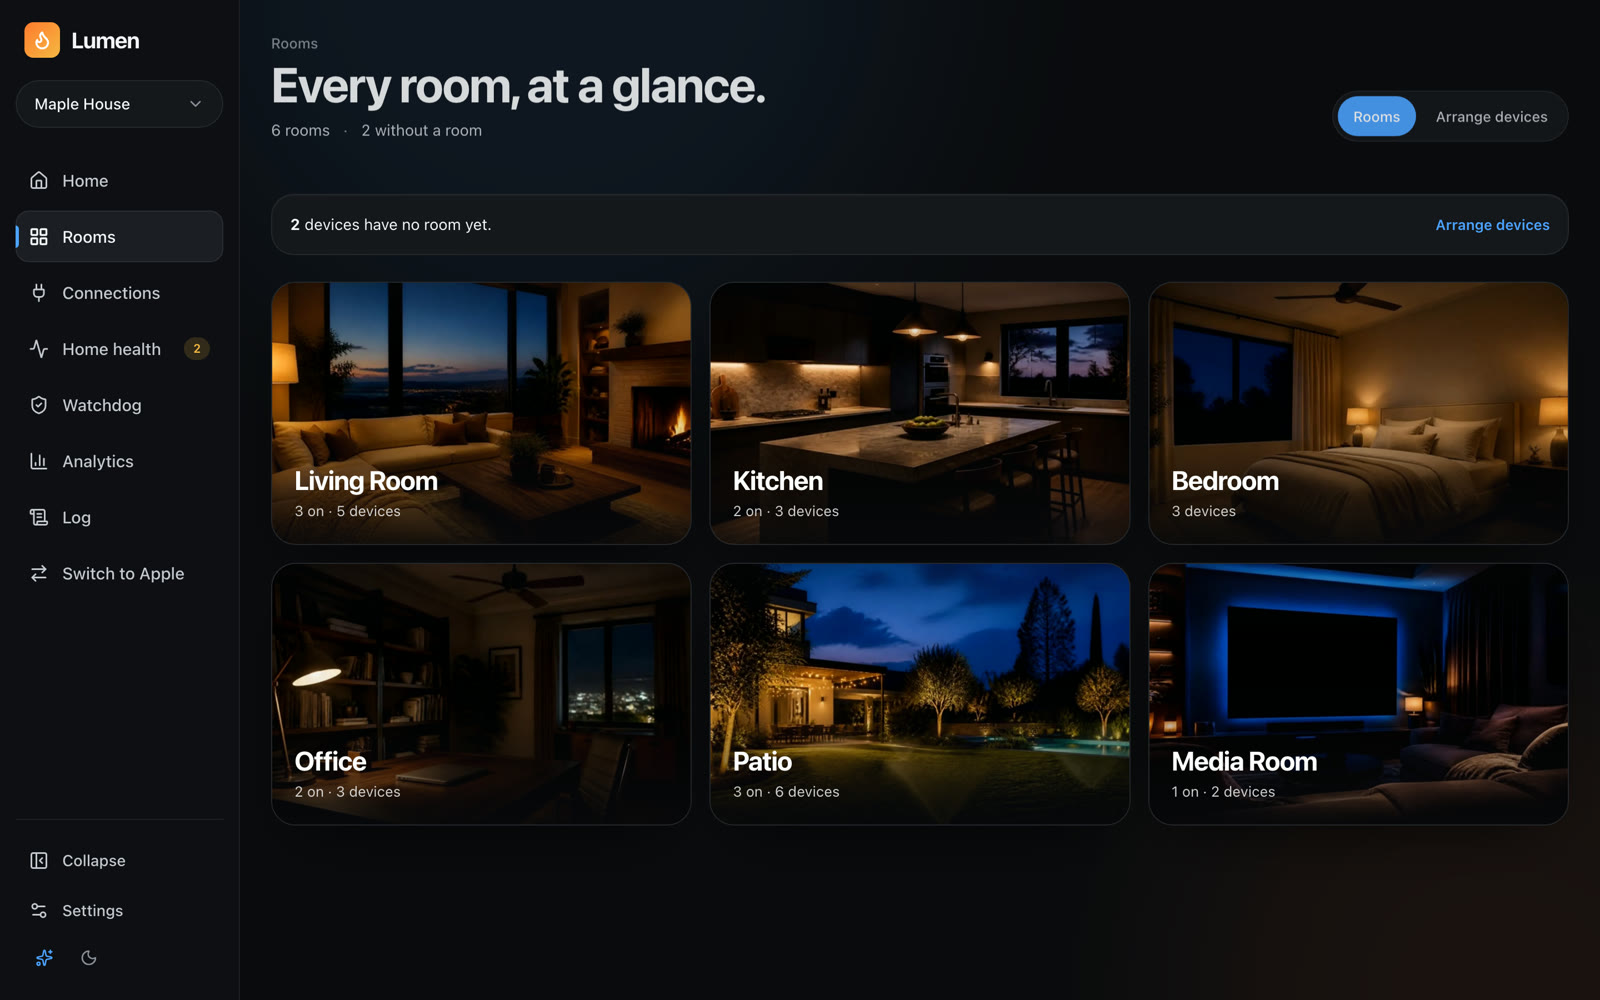 Lumen
Maple House
Home
Rooms
Connections
Home health 2
Watchdog
Analytics
Log
Switch to Apple
Collapse
Settings
Rooms
Every room, at a glance.
6 rooms · 2 without a room
Rooms Arrange devices
2 devices have no room yet. Arrange devices
Living Room
3 on · 5 devices
Kitchen
2 on · 3 devices
Bedroom
3 devices
Office
2 on · 3 devices
Patio
3 on · 6 devices
Media Room
1 on · 2 devices